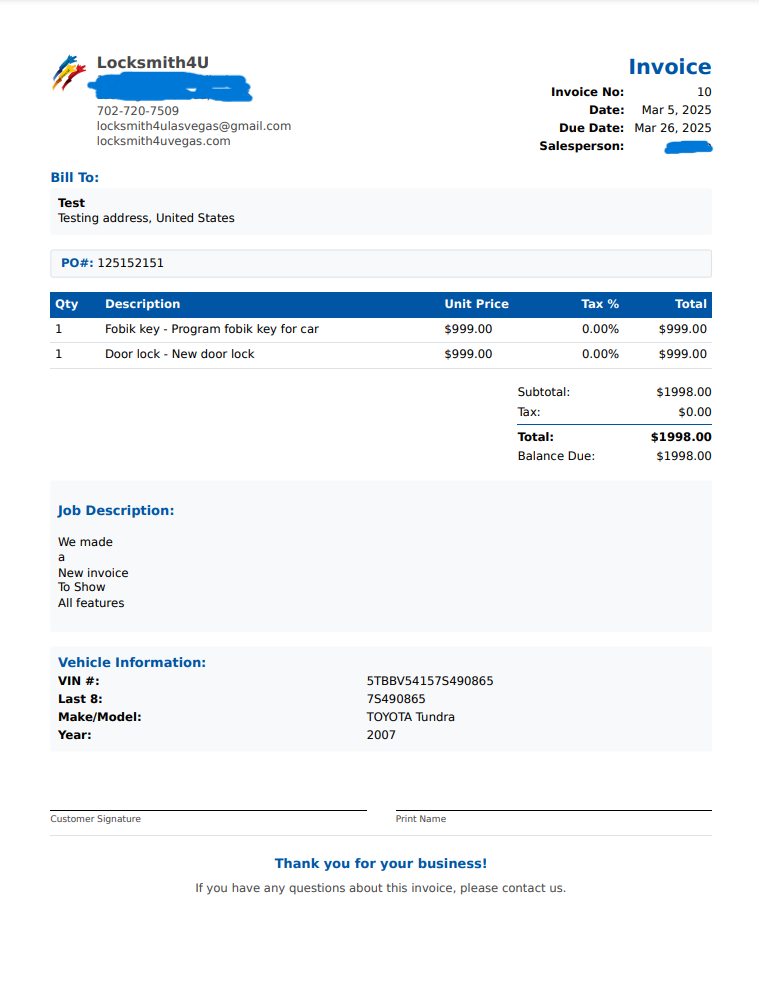 Locksmith4U
702-720-7509
locksmith4ulasvegas@gmail.com
locksmith4uvegas.com
Invoice
Invoice No: 10
Date: Mar 5, 2025
Due Date: Mar 26, 2025
Salesperson:
Bill To:
Test
Testing address, United States
PO#: 125152151
Qty Description Unit Price Tax % Total
1 Fobik key - Program fobik key for car $999.00 0.00% $999.00
1 Door lock - New door lock $999.00 0.00% $999.00
Subtotal: $1998.00
Tax: $0.00
Total: $1998.00
Balance Due: $1998.00
Job Description:
We made
a
New invoice
To Show
All features
Vehicle Information:
VIN #: 5TBBV54157S490865
Last 8: 7S490865
Make/Model: TOYOTA Tundra
Year: 2007
Customer Signature Print Name
Thank you for your business!
If you have any questions about this invoice, please contact us.